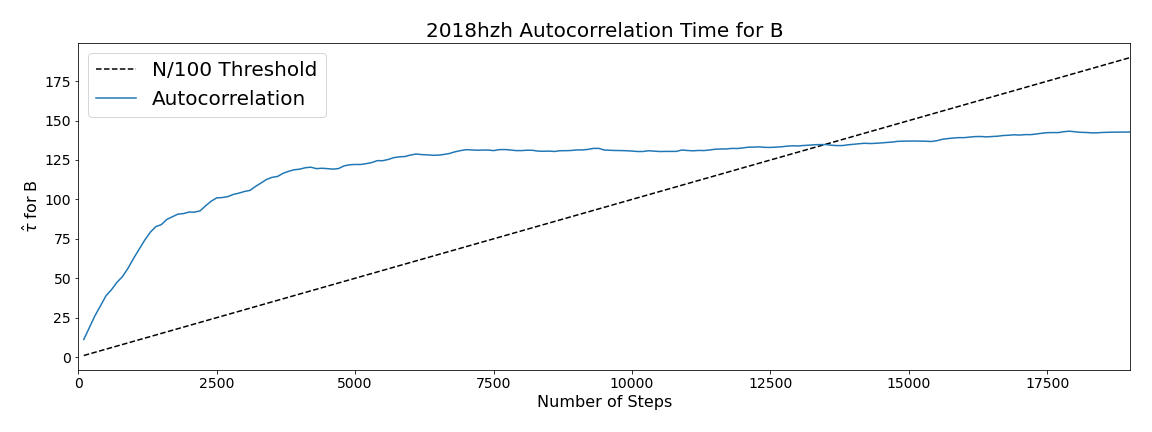 2018hzh Autocorrelation Time for B
N/100 Threshold
Autocorrelation
175
150
125
100
75
50
25
0
τ̂ for B
0 2500 5000 7500 10000 12500 15000 17500
Number of Steps